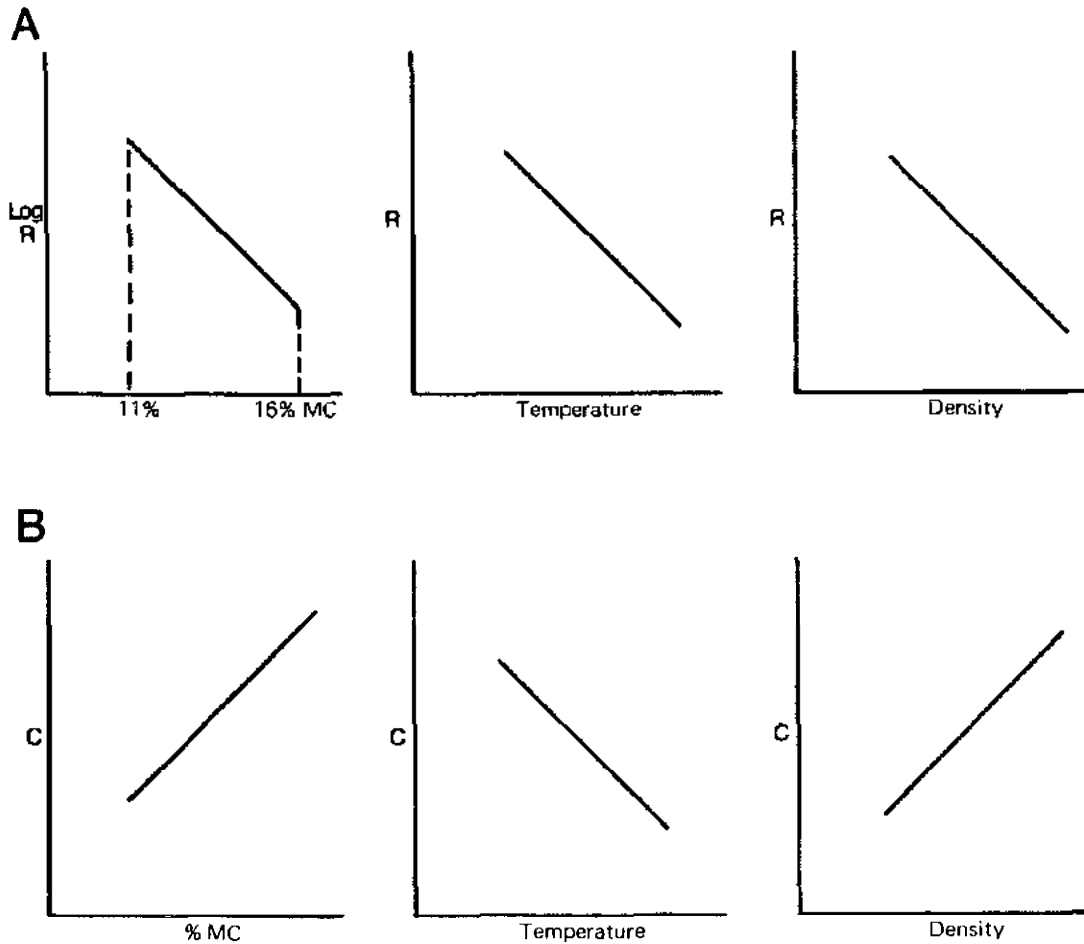 A
Log
R
11%
16% MC
R
Temperature
R
Density
B
C
% MC
C
Temperature
C
Density